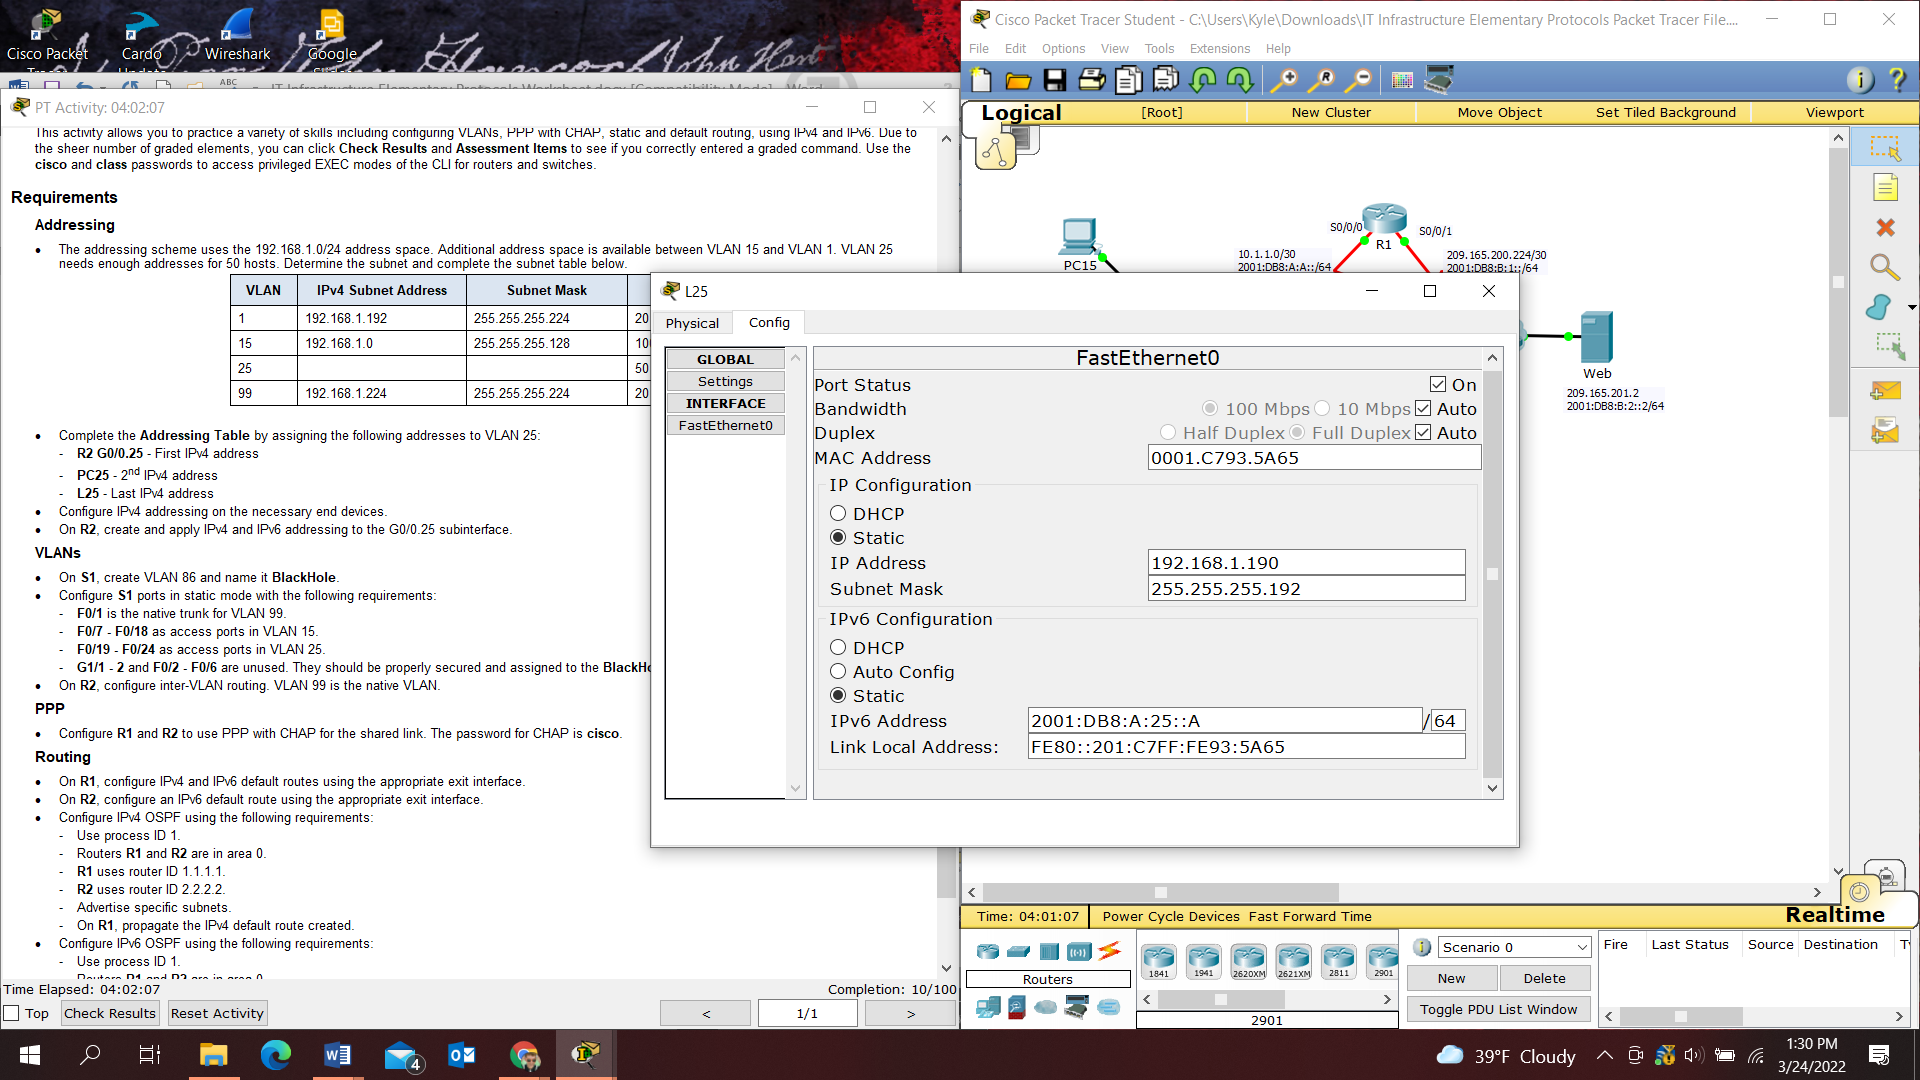 Cisco Packet
Cardo
Wireshark
Google
PT Activity: 04:02:07
This activity allows you to practice a variety of skills including configuring VLANs, PPP with CHAP, static and default routing, using IPv4 and IPv6. Due to
the sheer number of graded elements, you can click Check Results and Assessment Items to see if you correctly entered a graded command. Use the
cisco and class passwords to access privileged EXEC modes of the CLI for routers and switches.
Requirements
Addressing
• The addressing scheme uses the 192.168.1.0/24 address space. Additional address space is available between VLAN 15 and VLAN 1. VLAN 25
needs enough addresses for 50 hosts. Determine the subnet and complete the subnet table below.
VLAN IPv4 Subnet Address Subnet Mask
1 192.168.1.192 255.255.255.224 20
15 192.168.1.0 255.255.255.128 10
25 50
99 192.168.1.224 255.255.255.224 20
• Complete the Addressing Table by assigning the following addresses to VLAN 25:
- R2 G0/0.25 - First IPv4 address
- PC25 - 2nd IPv4 address
- L25 - Last IPv4 address
• Configure IPv4 addressing on the necessary end devices.
• On R2, create and apply IPv4 and IPv6 addressing to the G0/0.25 subinterface.
VLANs
• On S1, create VLAN 86 and name it BlackHole.
• Configure S1 ports in static mode with the following requirements:
- F0/1 is the native trunk for VLAN 99.
- F0/7 - F0/18 as access ports in VLAN 15.
- F0/19 - F0/24 as access ports in VLAN 25.
- G1/1 - 2 and F0/2 - F0/6 are unused. They should be properly secured and assigned to the BlackH
• On R2, configure inter-VLAN routing. VLAN 99 is the native VLAN.
PPP
• Configure R1 and R2 to use PPP with CHAP for the shared link. The password for CHAP is cisco.
Routing
• On R1, configure IPv4 and IPv6 default routes using the appropriate exit interface.
• On R2, configure an IPv6 default route using the appropriate exit interface.
• Configure IPv4 OSPF using the following requirements:
- Use process ID 1.
- Routers R1 and R2 are in area 0.
- R1 uses router ID 1.1.1.1.
- R2 uses router ID 2.2.2.2.
- Advertise specific subnets.
- On R1, propagate the IPv4 default route created.
• Configure IPv6 OSPF using the following requirements:
- Use process ID 1.
Time Elapsed: 04:02:07 Completion: 10/100
Top Check Results Reset Activity < 1/1 >
Cisco Packet Tracer Student - C:\Users\Kyle\Downloads\IT Infrastructure Elementary Protocols Packet Tracer File....
File Edit Options View Tools Extensions Help
Logical [Root] New Cluster Move Object Set Tiled Background Viewport
PC15
S0/0/0
R1
S0/0/1
10.1.1.0/30
2001:DB8:A:A::/64
209.165.200.224/30
2001:DB8:B:1::/64
Web
209.165.201.2
2001:DB8:B:2::2/64
L25
Physical Config
GLOBAL
Settings
INTERFACE
FastEthernet0
FastEthernet0
Port Status On
Bandwidth 100 Mbps 10 Mbps Auto
Duplex Half Duplex Full Duplex Auto
MAC Address 0001.C793.5A65
IP Configuration
DHCP
Static
IP Address 192.168.1.190
Subnet Mask 255.255.255.192
IPv6 Configuration
DHCP
Auto Config
Static
IPv6 Address 2001:DB8:A:25::A /64
Link Local Address: FE80::201:C7FF:FE93:5A65
Realtime
Time: 04:01:07 Power Cycle Devices Fast Forward Time
Routers
1841 1941 2620XM 2621XM 2811 2901
2901
Scenario 0
New Delete
Toggle PDU List Window
Fire Last Status Source Destination
4
39°F Cloudy
1:30 PM
3/24/2022